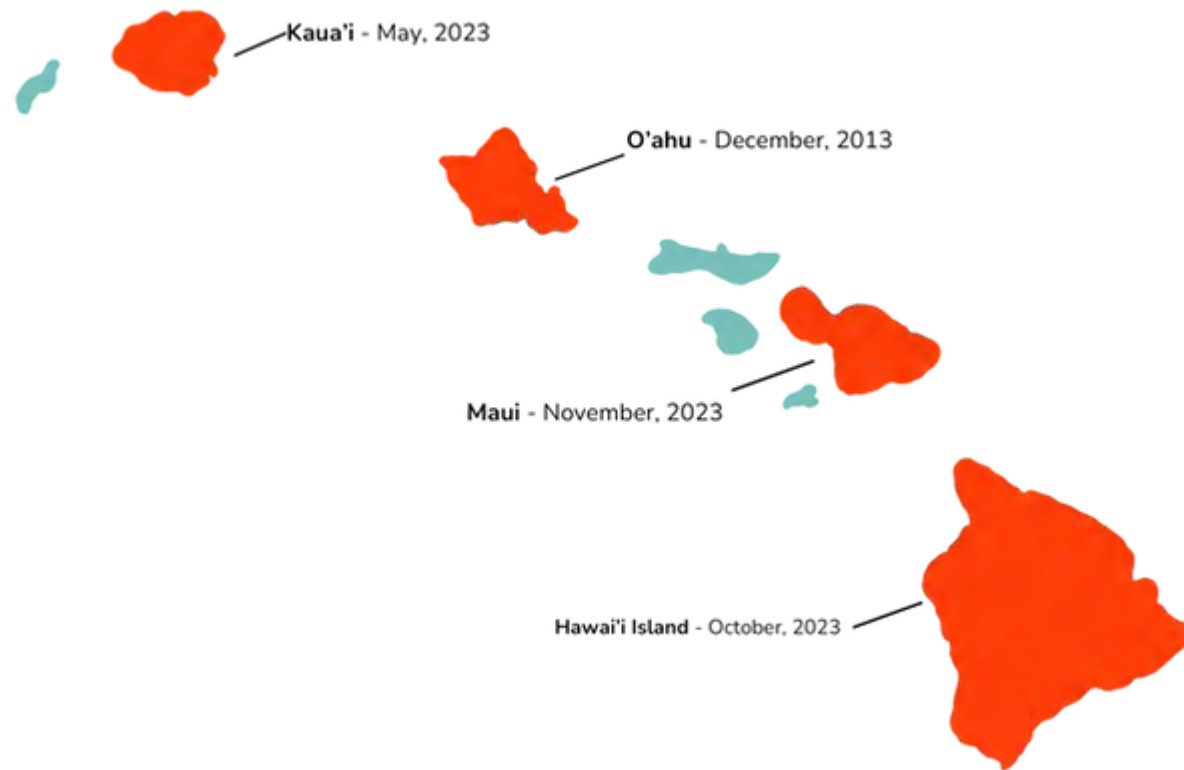 Kaua'i - May, 2023
O'ahu - December, 2013
Maui - November, 2023
Hawai'i Island - October, 2023